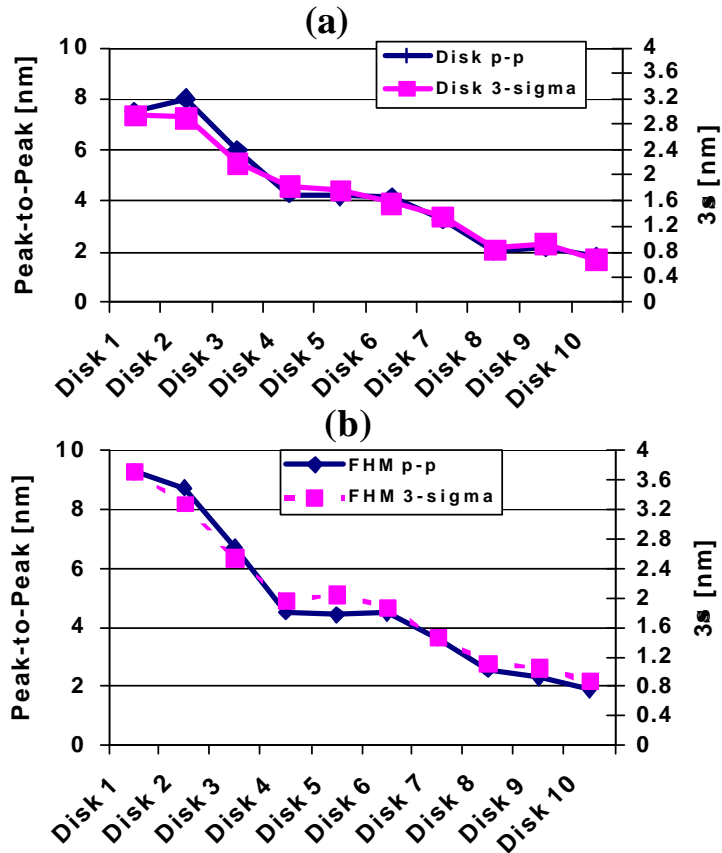 (a)
Peak-to-Peak [nm]
10
8
6
4
2
0
Disk p-p
Disk 3-sigma
4
3.6
3.2
2.8
2.4
2
1.6
1.2
0.8
0.4
0
3s [nm]
Disk 1
Disk 2
Disk 3
Disk 4
Disk 5
Disk 6
Disk 7
Disk 8
Disk 9
Disk 10
(b)
Peak-to-Peak [nm]
10
8
6
4
2
0
FHM p-p
FHM 3-sigma
4
3.6
3.2
2.8
2.4
2
1.6
1.2
0.8
0.4
0
3s [nm]
Disk 1
Disk 2
Disk 3
Disk 4
Disk 5
Disk 6
Disk 7
Disk 8
Disk 9
Disk 10